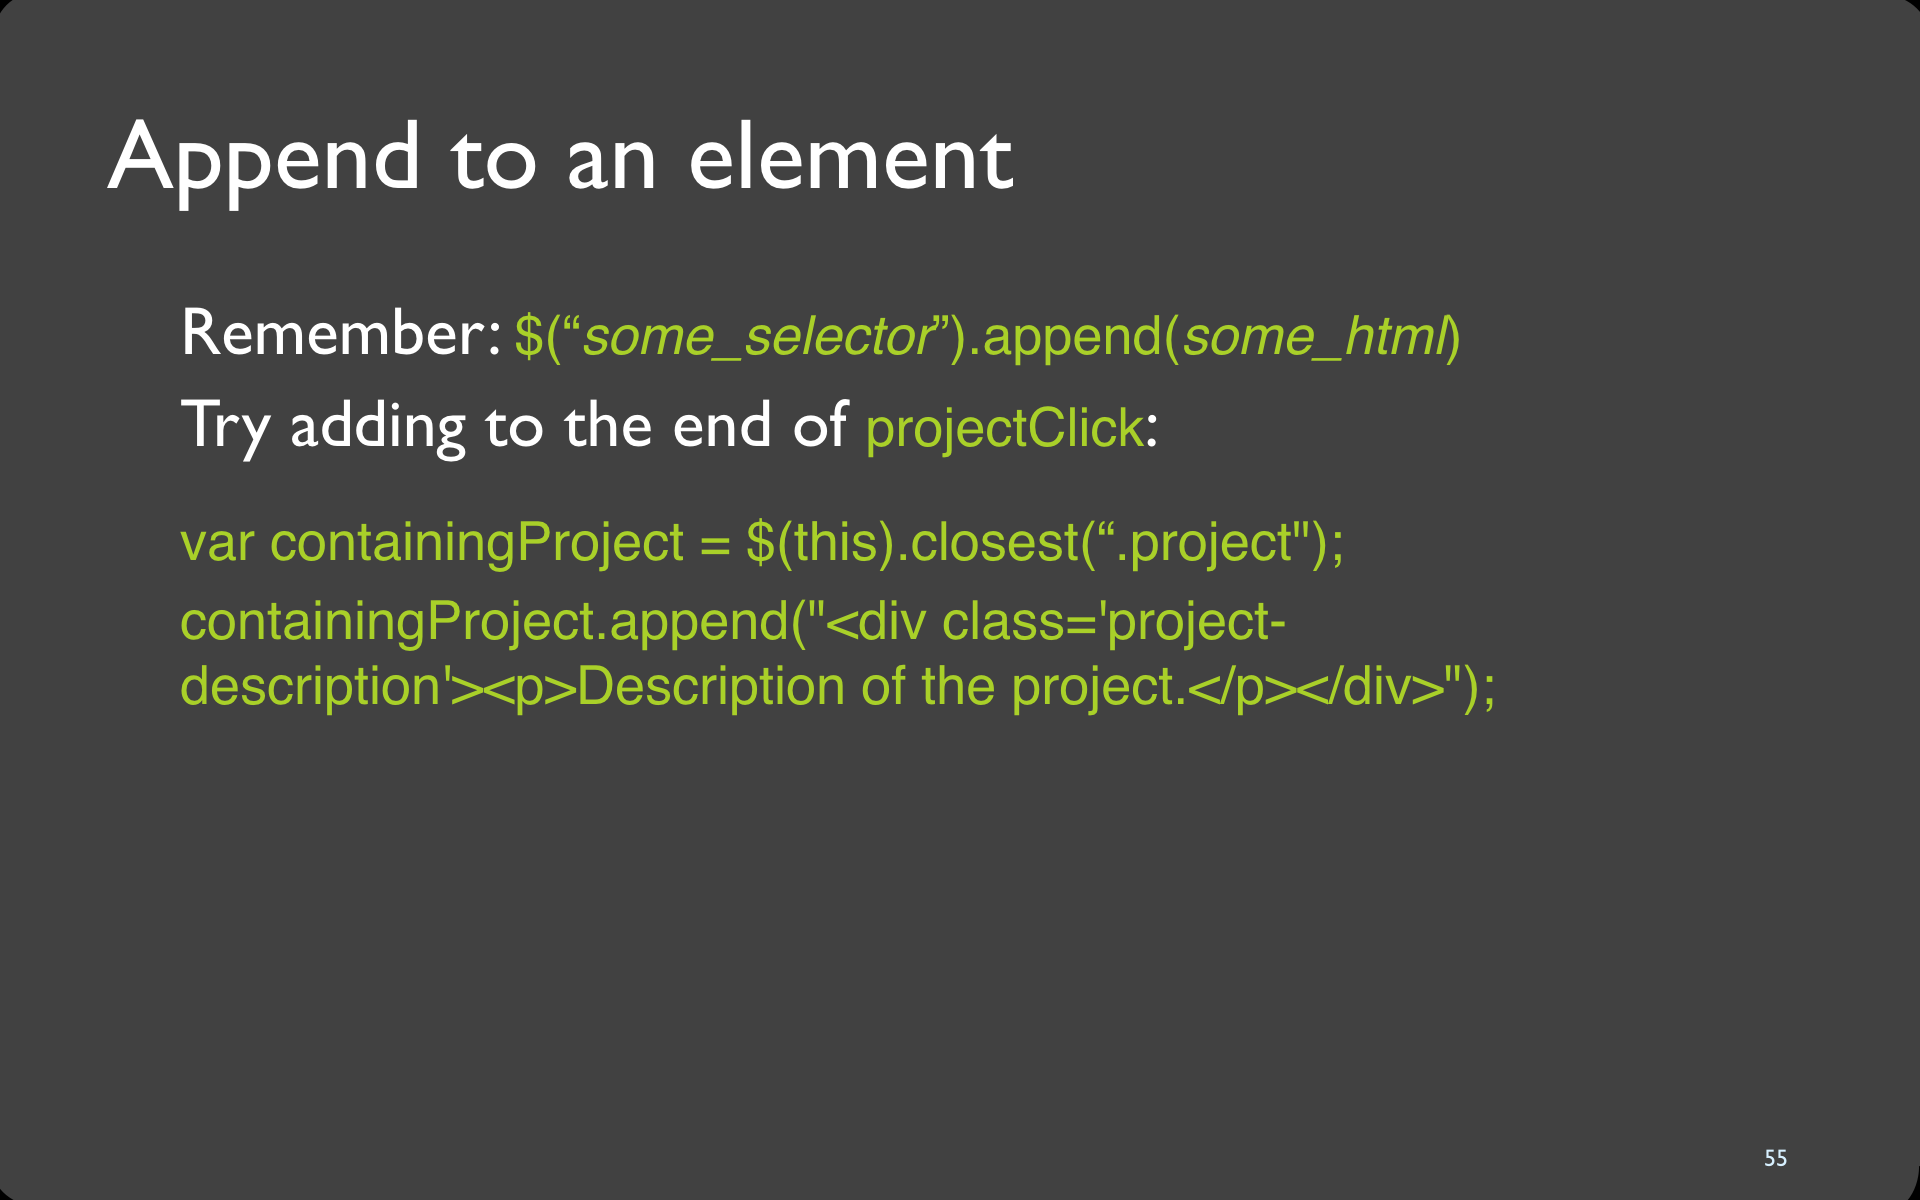 Append to an element
Remember: $(“some_selector”).append(some_html)
Try adding to the end of projectClick:
var containingProject = $(this).closest(“.project");
containingProject.append("<div class='project-
description'><p>Description of the project.</p></div>");
55